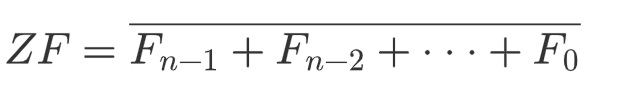 $ZF = \overline{F_{n-1} + F_{n-2} + \cdots + F_0}$